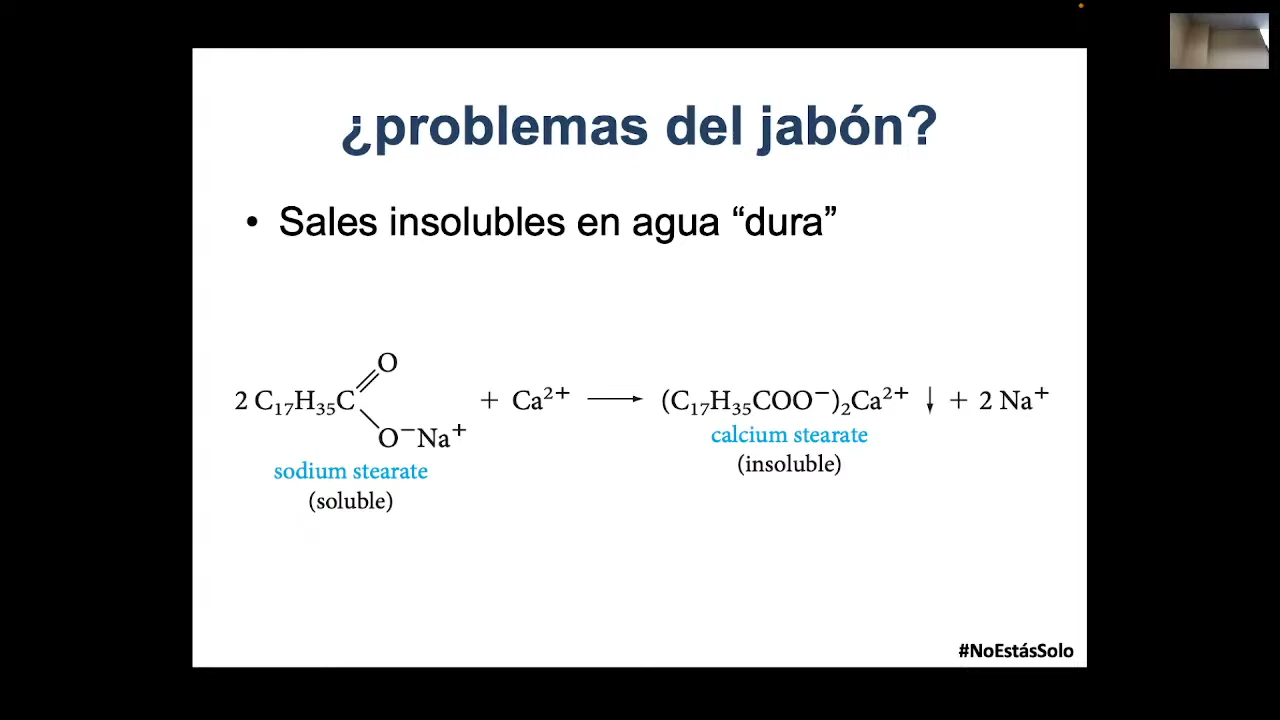 ¿problemas del jabón?
• Sales insolubles en agua “dura”
O
2 C₁₇H₃₅C + Ca²⁺ ⟶ (C₁₇H₃₅COO⁻)₂Ca²⁺ ↓ + 2 Na⁺
O⁻Na⁺
sodium stearate
(soluble)
calcium stearate
(insoluble)
#NoEstásSolo